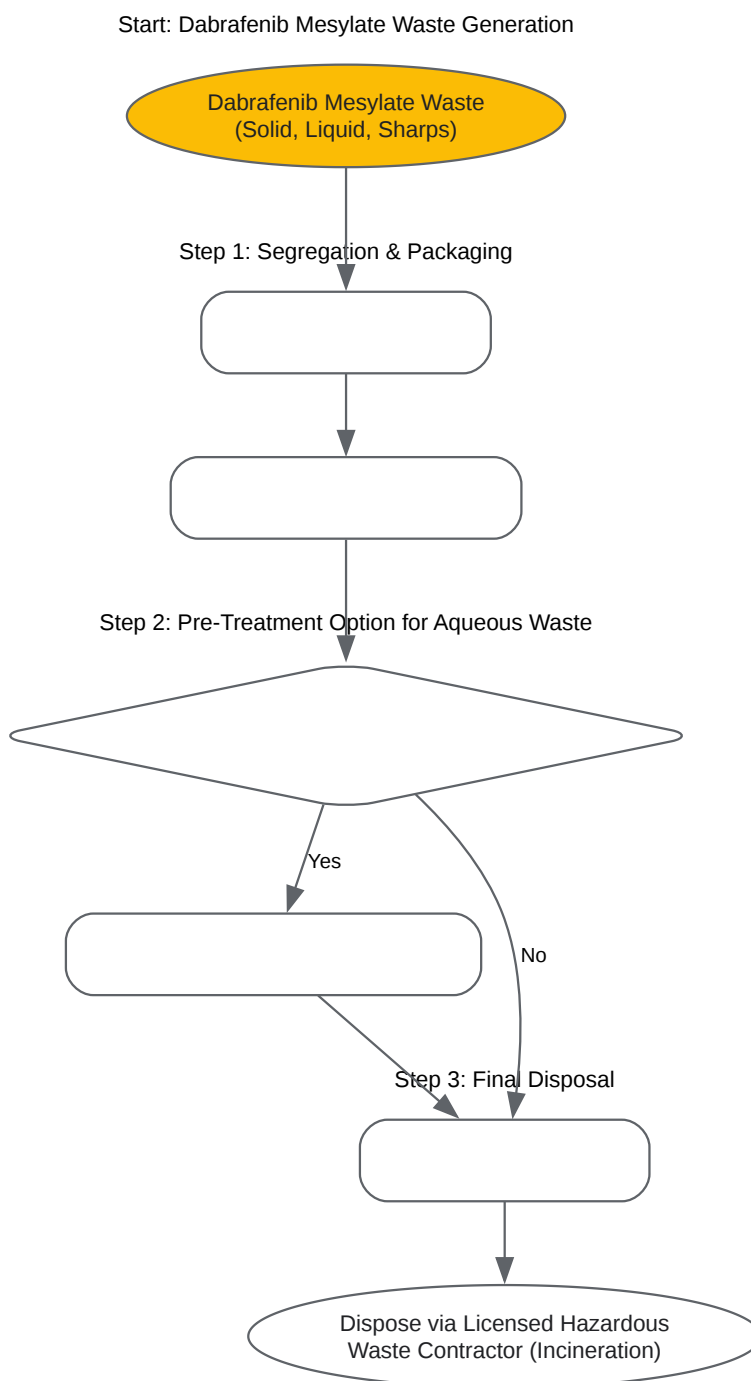 Start: Dabrafenib Mesylate Waste Generation
Dabrafenib Mesylate Waste
(Solid, Liquid, Sharps)
Step 1: Segregation & Packaging
Step 2: Pre-Treatment Option for Aqueous Waste
Yes
No
Step 3: Final Disposal
Dispose via Licensed Hazardous
Waste Contractor (Incineration)